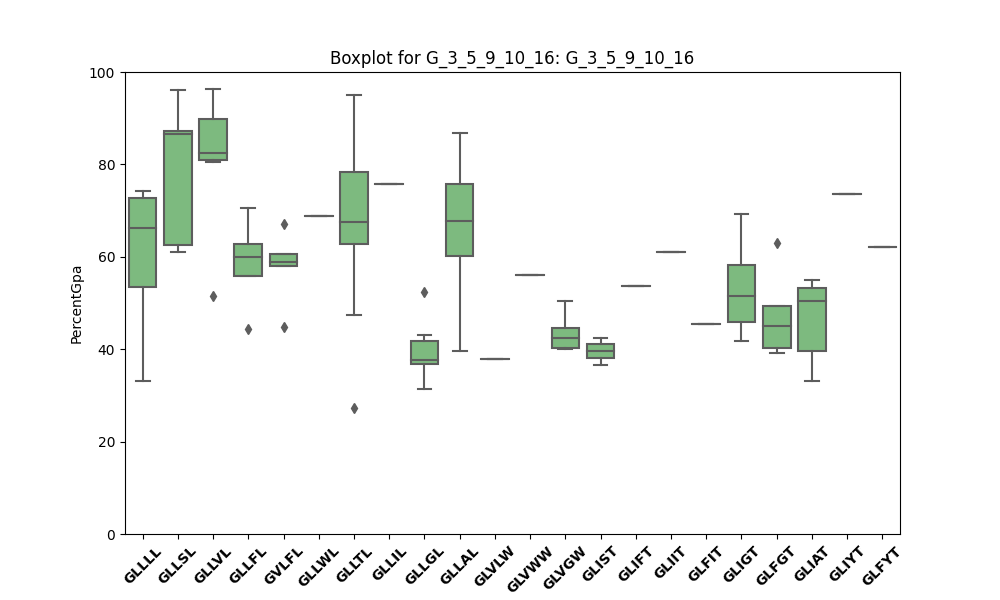 Boxplot for G_3_5_9_10_16: G_3_5_9_10_16
PercentGpa
100
80
60
40
20
0
GLLLL
GLLSL
GLLVL
GLLFL
GVLFL
GLLWL
GLLTL
GLLIL
GLLGL
GLLAL
GLVLW
GLVWW
GLVGW
GLIST
GLIFT
GLIIT
GLFIT
GLIGT
GLFGT
GLIAT
GLIYT
GLFYT